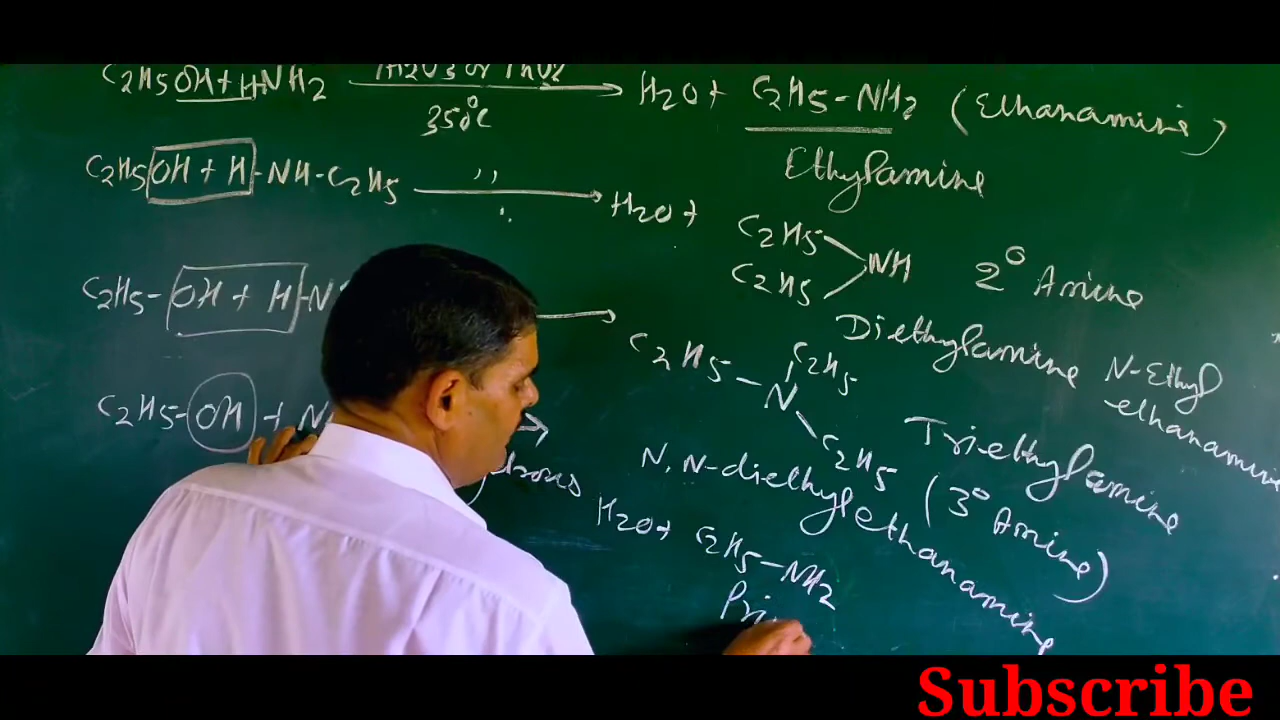 C2H5OH + HNH2 → H2O + C2H5-NH2 (Ethanamine)
350°C
Ethylamine
C2H5 OH + H -NH-C2H5 ,, → H2O +
C2H5
NH 2° Amine
C2H5
Diethylamine N-Ethyl
ethanamine
C2H5- OH + H -N →
C2H5 - N
C2H5
C2H5
Triethylamine
(3° Amine)
N,N-diethylethanamine
C2H5- OH + N →
H2O + C2H5-NH2
Pri
Subscribe